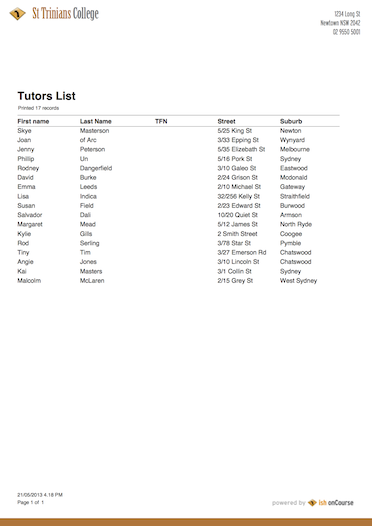 St Trinians College
1234 Long St
Newtown NSW 2042
02 9550 5001
Tutors List
Printed 17 records
First name Last Name TFN Street Suburb
Skye Masterson 5/25 King St Newton
Joan of Arc 3/33 Epping St Wynyard
Jenny Peterson 5/35 Elizebath St Melbourne
Phillip Un 5/16 Pork St Sydney
Rodney Dangerfield 3/10 Galeo St Eastwood
David Burke 2/24 Grison St Mcdonald
Emma Leeds 2/10 Michael St Gateway
Lisa Indica 32/256 Kelly St Straithfield
Susan Field 2/23 Edward St Burwood
Salvador Dali 10/20 Quiet St Armson
Margaret Mead 5/12 James St North Ryde
Kylie Gills 2 Smith Street Coogee
Rod Serling 3/78 Star St Pymble
Tiny Tim 3/27 Emerson Rd Chatswood
Angie Jones 3/10 Lincoln St Chatswood
Kai Masters 3/1 Collin St Sydney
Malcolm McLaren 2/15 Grey St West Sydney
21/05/2013 4.18 PM
Page 1 of 1
powered by ish onCourse